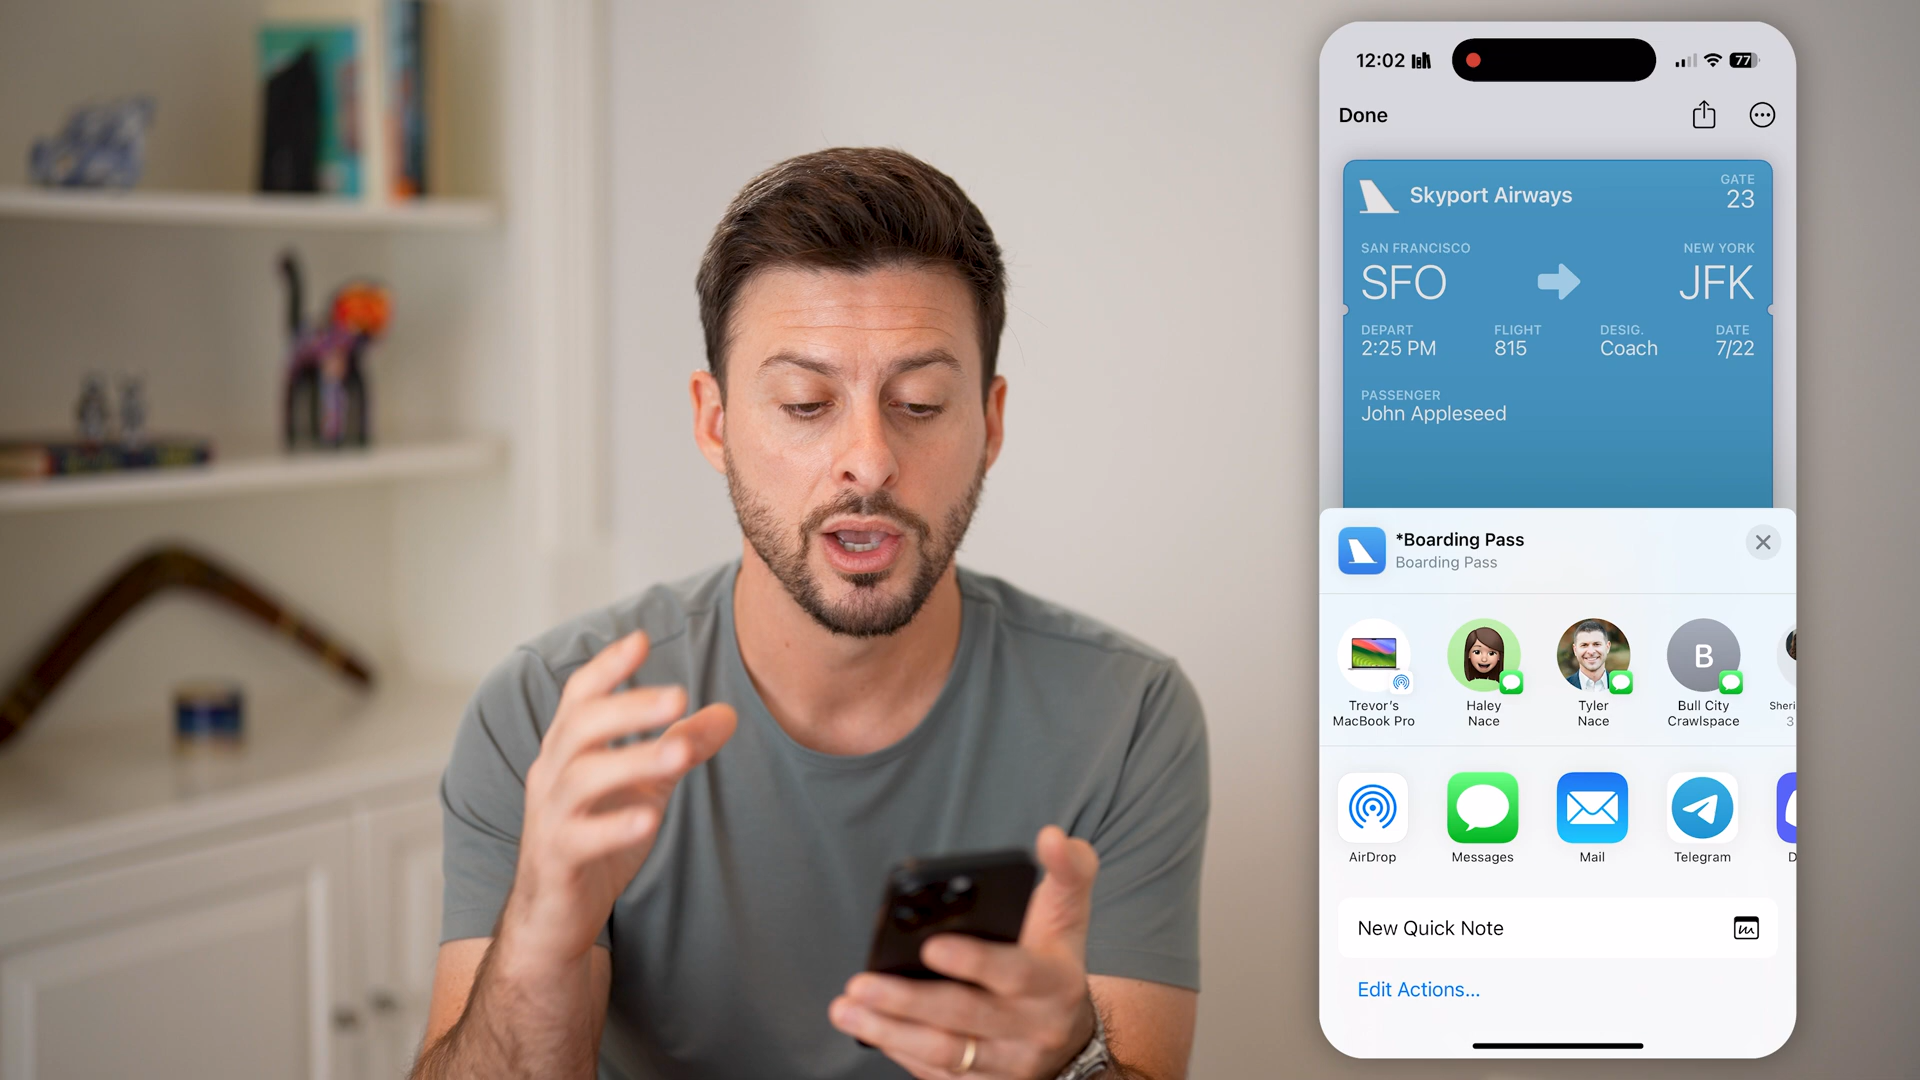 12:02
77
Done
Skyport Airways
GATE
23
SAN FRANCISCO
NEW YORK
SFO
JFK
DEPART
FLIGHT
DESIG.
DATE
2:25 PM
815
Coach
7/22
PASSENGER
John Appleseed
*Boarding Pass
Boarding Pass
B
Trevor's
MacBook Pro
Haley
Nace
Tyler
Nace
Bull City
Crawlspace
Sheri
3
AirDrop
Messages
Mail
Telegram
D
New Quick Note
Edit Actions...